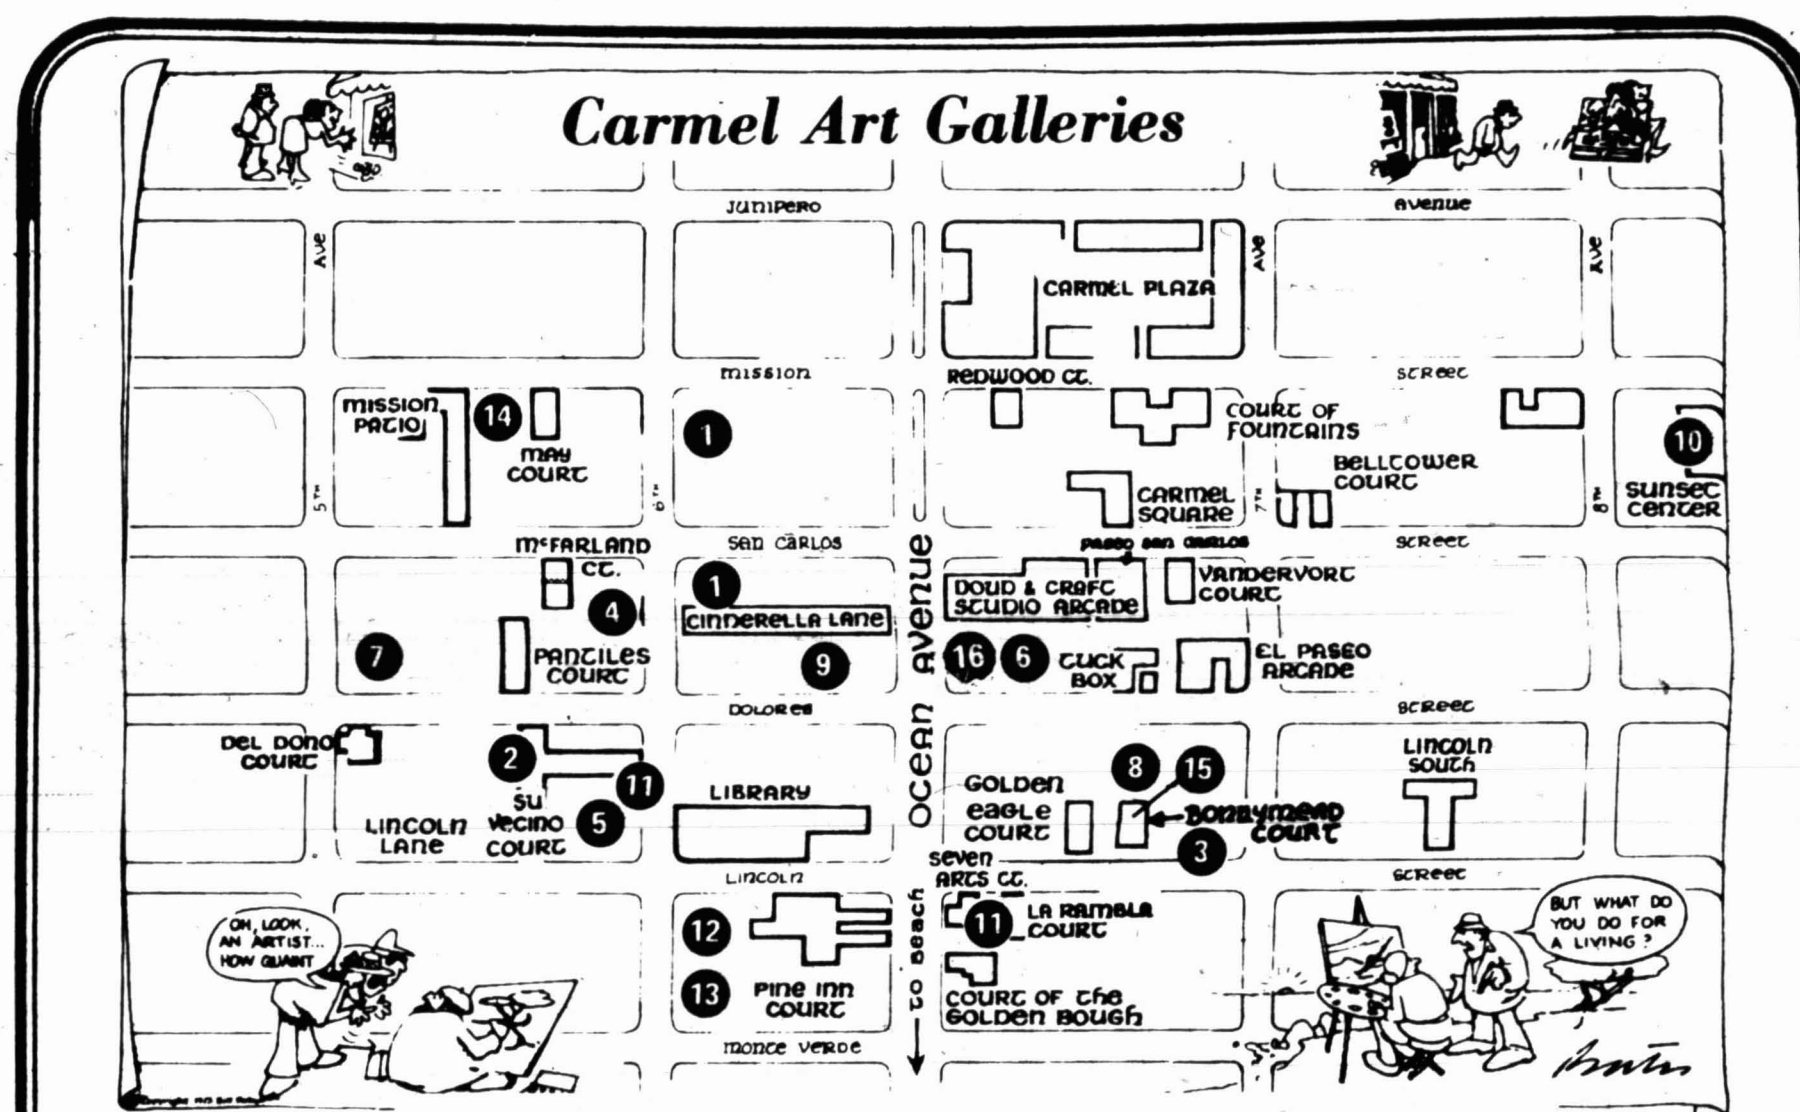 Carmel Art Galleries
JUNIPERO
AVENUE
AVE
AVE
AVE
CARMEL PLAZA
MISSION
REDWOOD CT.
STREET
MISSION
PATIO
14
MAY
COURT
1
COURT OF
FOUNTAINS
BELLTOWER
COURT
10
SUNSET
CENTER
CARMEL
SQUARE
5TH
6TH
7TH
8TH
McFARLAND
CT.
SAN CARLOS
PASEO SAN CARLOS
STREET
4
1
CINDERELLA LANE
DOUD & CRAFT
STUDIO ARCADE
VANDERVORT
COURT
7
PANTILES
COURT
9
OCEAN AVENUE
16
6
TUCK
BOX
EL PASEO
ARCADE
DOLORES
STREET
DEL DONO
COURT
2
11
SU
VECINO
COURT
5
LINCOLN
LANE
LIBRARY
GOLDEN
EAGLE
COURT
8
15
BONNYMEAD
COURT
3
LINCOLN
SOUTH
LINCOLN
SEVEN
ARTS CT.
STREET
OH, LOOK,
AN ARTIST...
HOW QUAINT
12
13
PINE INN
COURT
TO BEACH
11
LA RAMBLA
COURT
COURT OF THE
GOLDEN BOUGH
BUT WHAT DO
YOU DO FOR
A LIVING?
MONTE VERDE